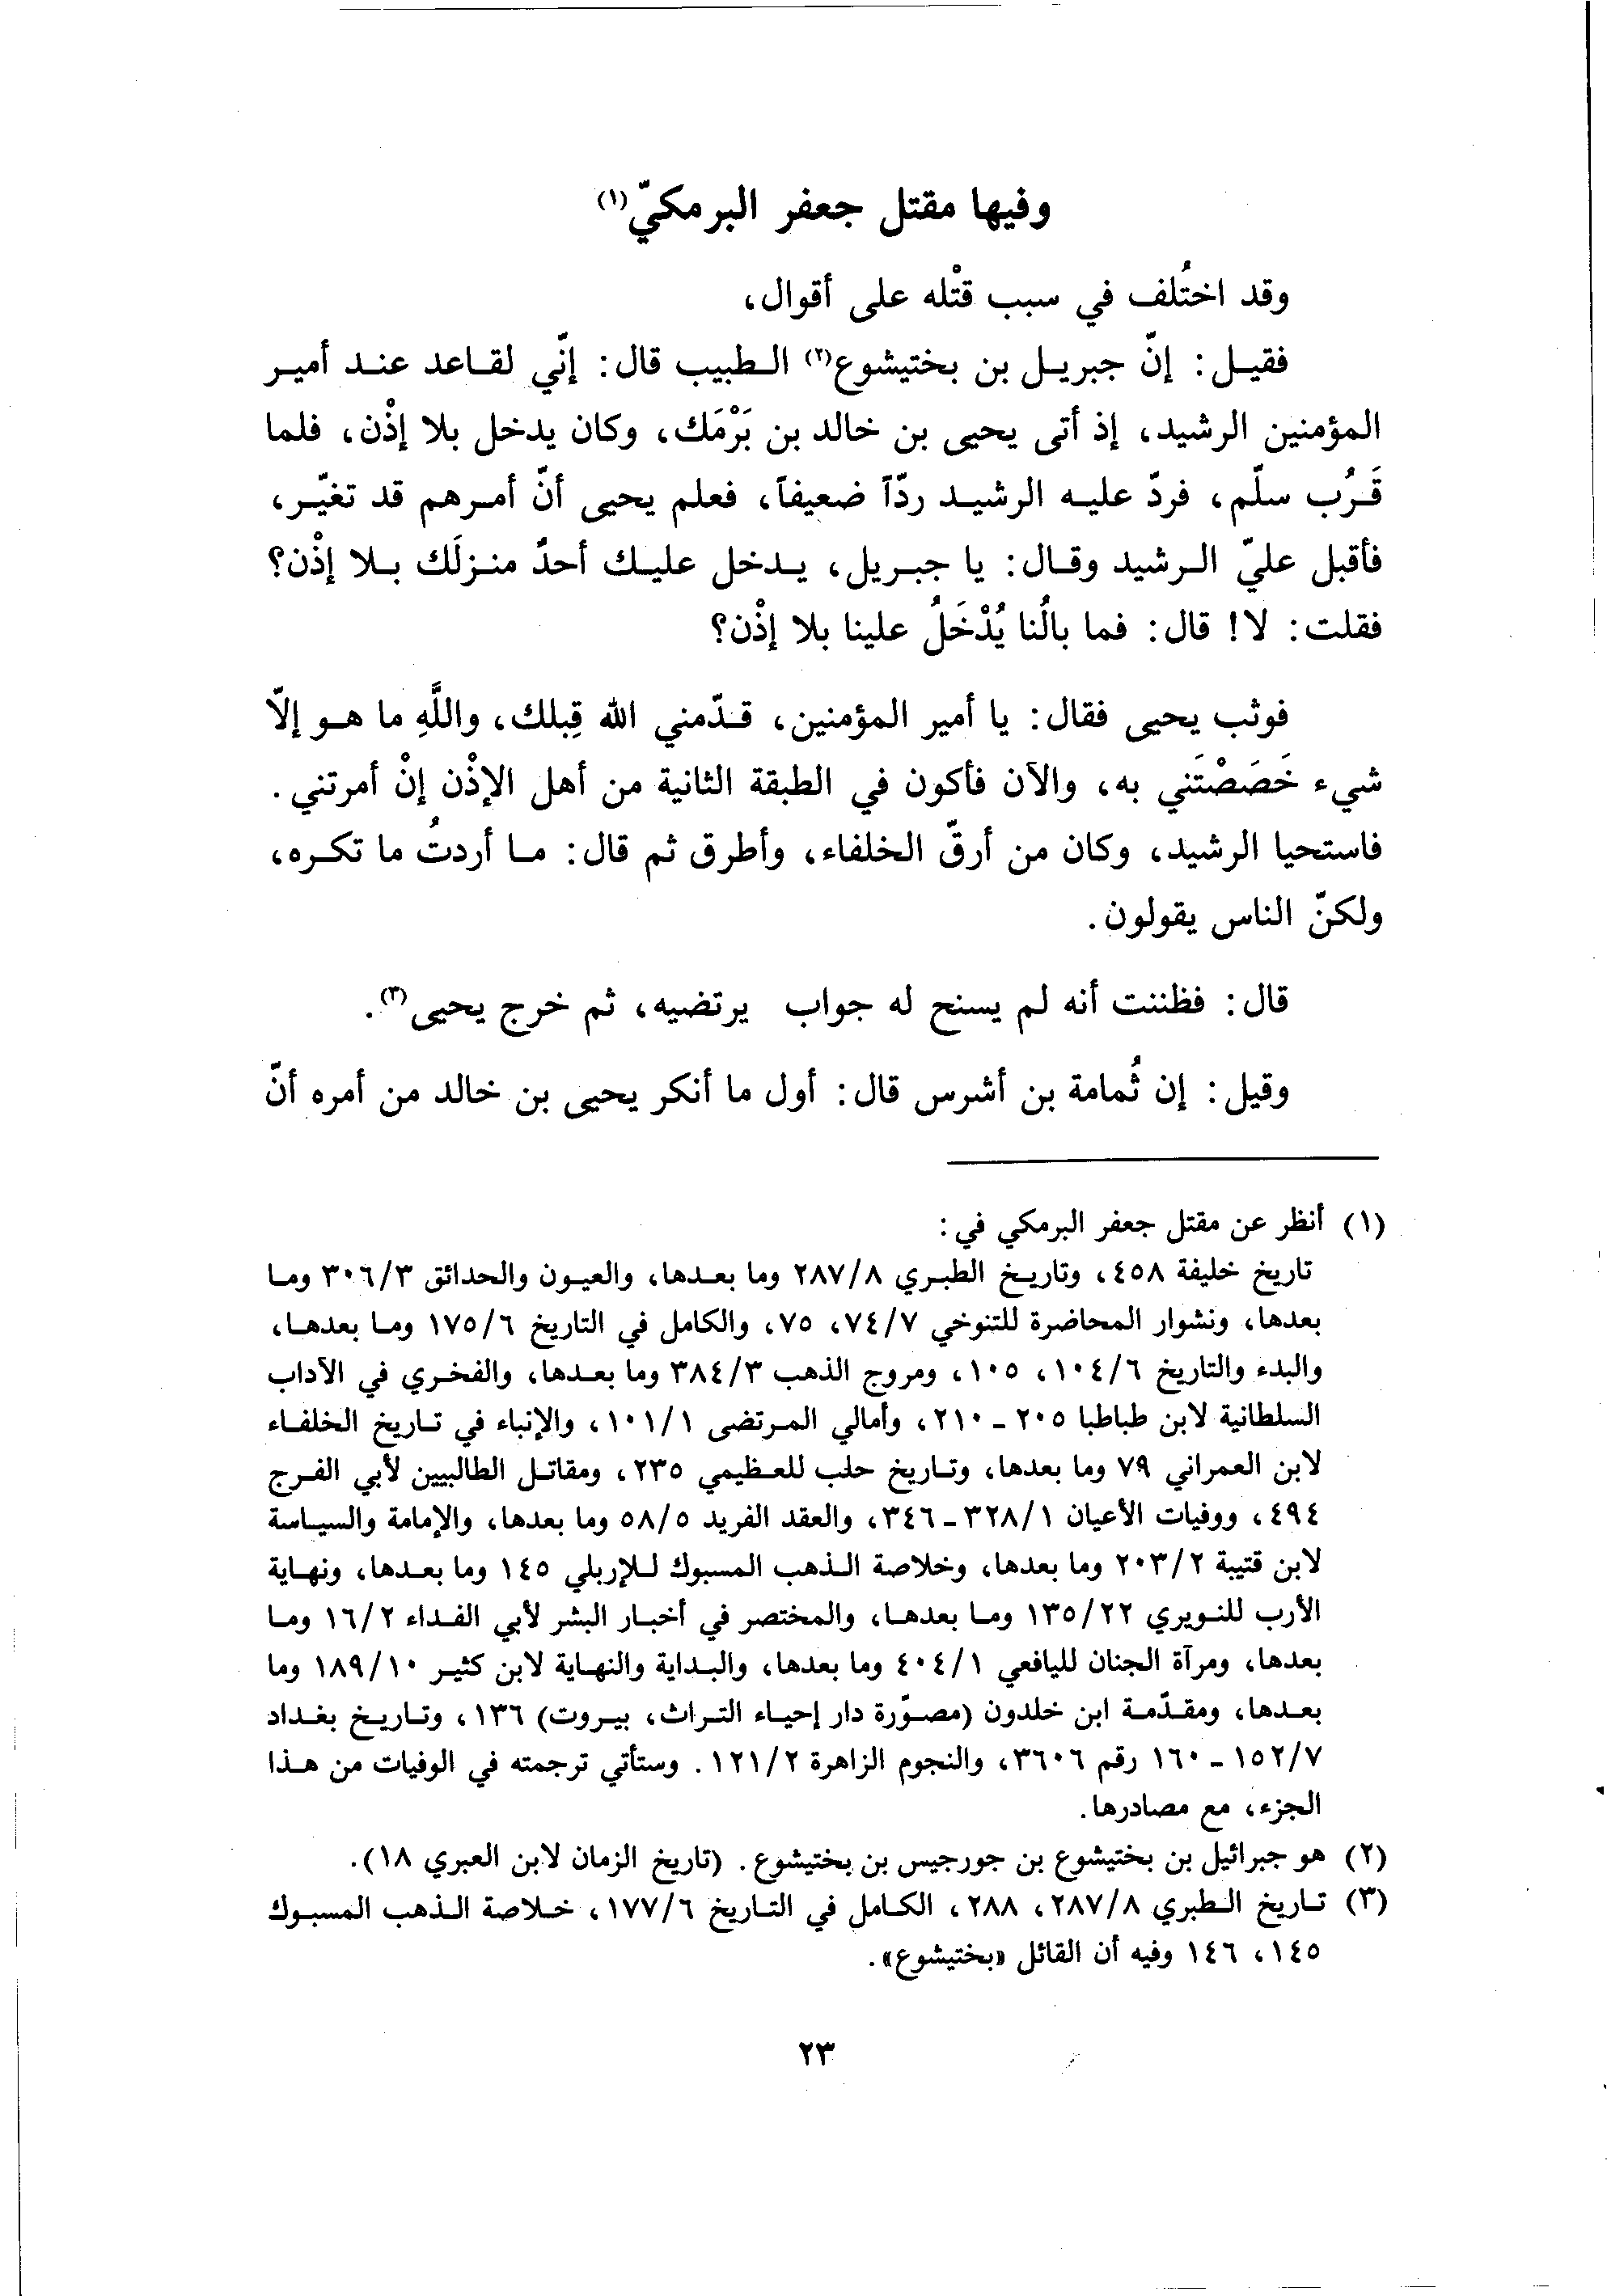 وفيها مقتل جعفر البرمكيّ(١)
وقد اختُلف في سبب قتْله على أقوال،
فقيل: إنّ جبريل بن بختيشوع(٢) الطبيب قال: إنّي لقاعد عند أمير
المؤمنين الرشيد، إذ أتى يحيى بن خالد بن بَرْمَك، وكان يدخل بلا إذْن، فلما
قَرُب سلّم، فردّ عليه الرشيد ردّاً ضعيفاً، فعلم يحيى أنّ أمرهم قد تغيّر،
فأقبل عليّ الرشيد وقال: يا جبريل، يدخل عليك أحدٌ منزلَك بلا إذْن؟
فقلت: لا! قال: فما بالُنا يُدْخَلُ علينا بلا إذْن؟
فوثب يحيى فقال: يا أمير المؤمنين، قدّمني الله قِبلك، واللَّهِ ما هو إلّا
شيء خَصَصْتَني به، والآن فأكون في الطبقة الثانية من أهل الإذْن إنْ أمرتني.
فاستحيا الرشيد، وكان من أرقّ الخلفاء، وأطرق ثم قال: ما أردتُ ما تكره،
ولكنّ الناس يقولون.
قال: فظننت أنه لم يسنح له جواب يرتضيه، ثم خرج يحيى(٣).
وقيل: إن ثُمامة بن أشرس قال: أول ما أنكر يحيى بن خالد من أمره أنّ
(١) أنظر عن مقتل جعفر البرمكي في:
تاريخ خليفة ٤٥٨، وتاريخ الطبري ٢٨٧/٨ وما بعدها، والعيون والحدائق ٣٠٦/٣ وما
بعدها، ونشوار المحاضرة للتنوخي ٧٤/٧، ٧٥، والكامل في التاريخ ١٧٥/٦ وما بعدها،
والبدء والتاريخ ١٠٤/٦، ١٠٥، ومروج الذهب ٣٨٤/٣ وما بعدها، والفخري في الآداب
السلطانية لابن طباطبا ٢٠٥ - ٢١٠، وأمالي المرتضى ١٠١/١، والإنباء في تاريخ الخلفاء
لابن العمراني ٧٩ وما بعدها، وتاريخ حلب للعظيمي ٢٣٥، ومقاتل الطالبيين لأبي الفرج
٤٩٤، ووفيات الأعيان ٣٢٨/١ - ٣٤٦، والعقد الفريد ٥٨/٥ وما بعدها، والإمامة والسياسة
لابن قتيبة ٢٠٣/٢ وما بعدها، وخلاصة الذهب المسبوك للإربلي ١٤٥ وما بعدها، ونهاية
الأرب للنويري ١٣٥/٢٢ وما بعدها، والمختصر في أخبار البشر لأبي الفداء ١٦/٢ وما
بعدها، ومرآة الجنان لليافعي ٤٠٤/١ وما بعدها، والبداية والنهاية لابن كثير ١٨٩/١٠ وما
بعدها، ومقدّمة ابن خلدون (مصوّرة دار إحياء التراث، بيروت) ١٣٦، وتاريخ بغداد
١٥٢/٧ - ١٦٠ رقم ٣٦٠٦، والنجوم الزاهرة ١٢١/٢. وستأتي ترجمته في الوفيات من هذا
الجزء، مع مصادرها.
(٢) هو جبرائيل بن بختيشوع بن جورجيس بن بختيشوع. (تاريخ الزمان لابن العبري ١٨).
(٣) تاريخ الطبري ٢٨٧/٨، ٢٨٨، الكامل في التاريخ ١٧٧/٦، خلاصة الذهب المسبوك
١٤٥، ١٤٦ وفيه أن القائل «بختيشوع».
٢٣